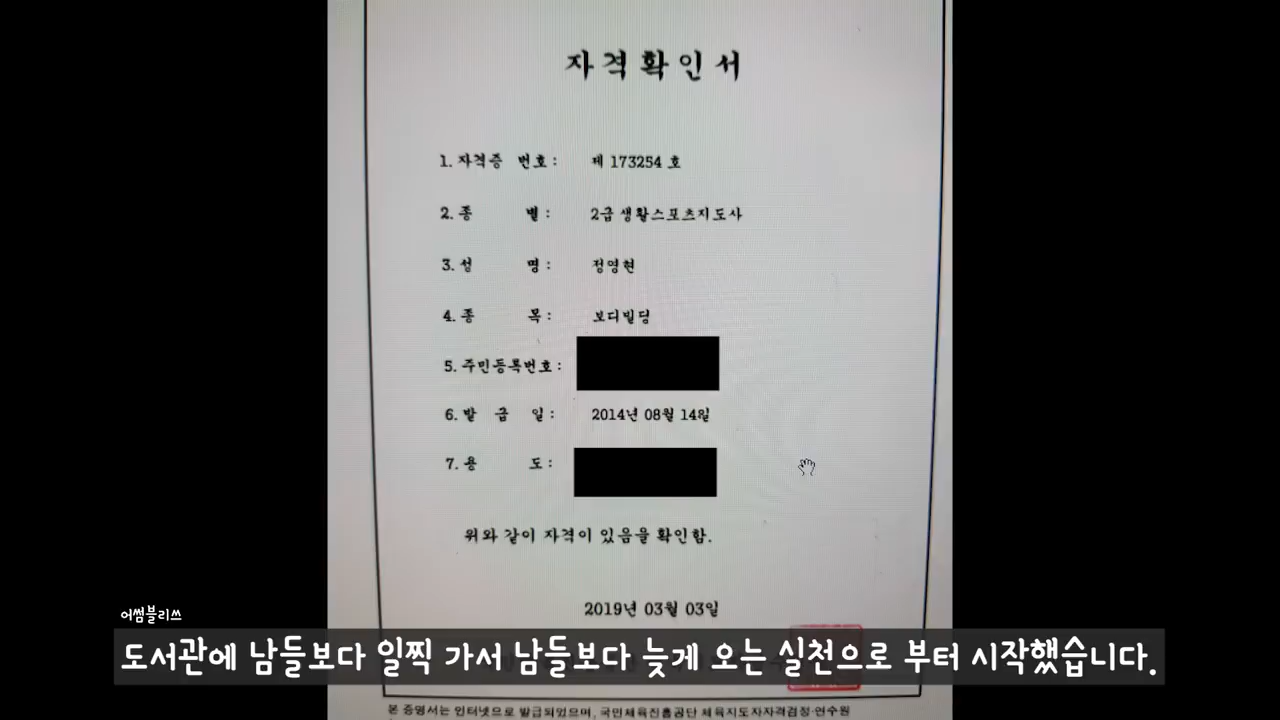 자격확인서
1. 자격증 번호 : 제 173254 호
2. 종 별 : 2급 생활스포츠지도사
3. 성 명 : 정영현
4. 종 목 : 보디빌딩
5. 주민등록번호 :
6. 발 급 일 : 2014년 08월 14일
7. 용 도 :
위와 같이 자격이 있음을 확인함.
2019년 03월 03일
어썸블리쓰
도서관에 남들보다 일찍 가서 남들보다 늦게 오는 실천으로 부터 시작했습니다.
본 증명서는 인터넷으로 발급되었으며, 국민체육진흥공단 체육지도자자격검정·연수원